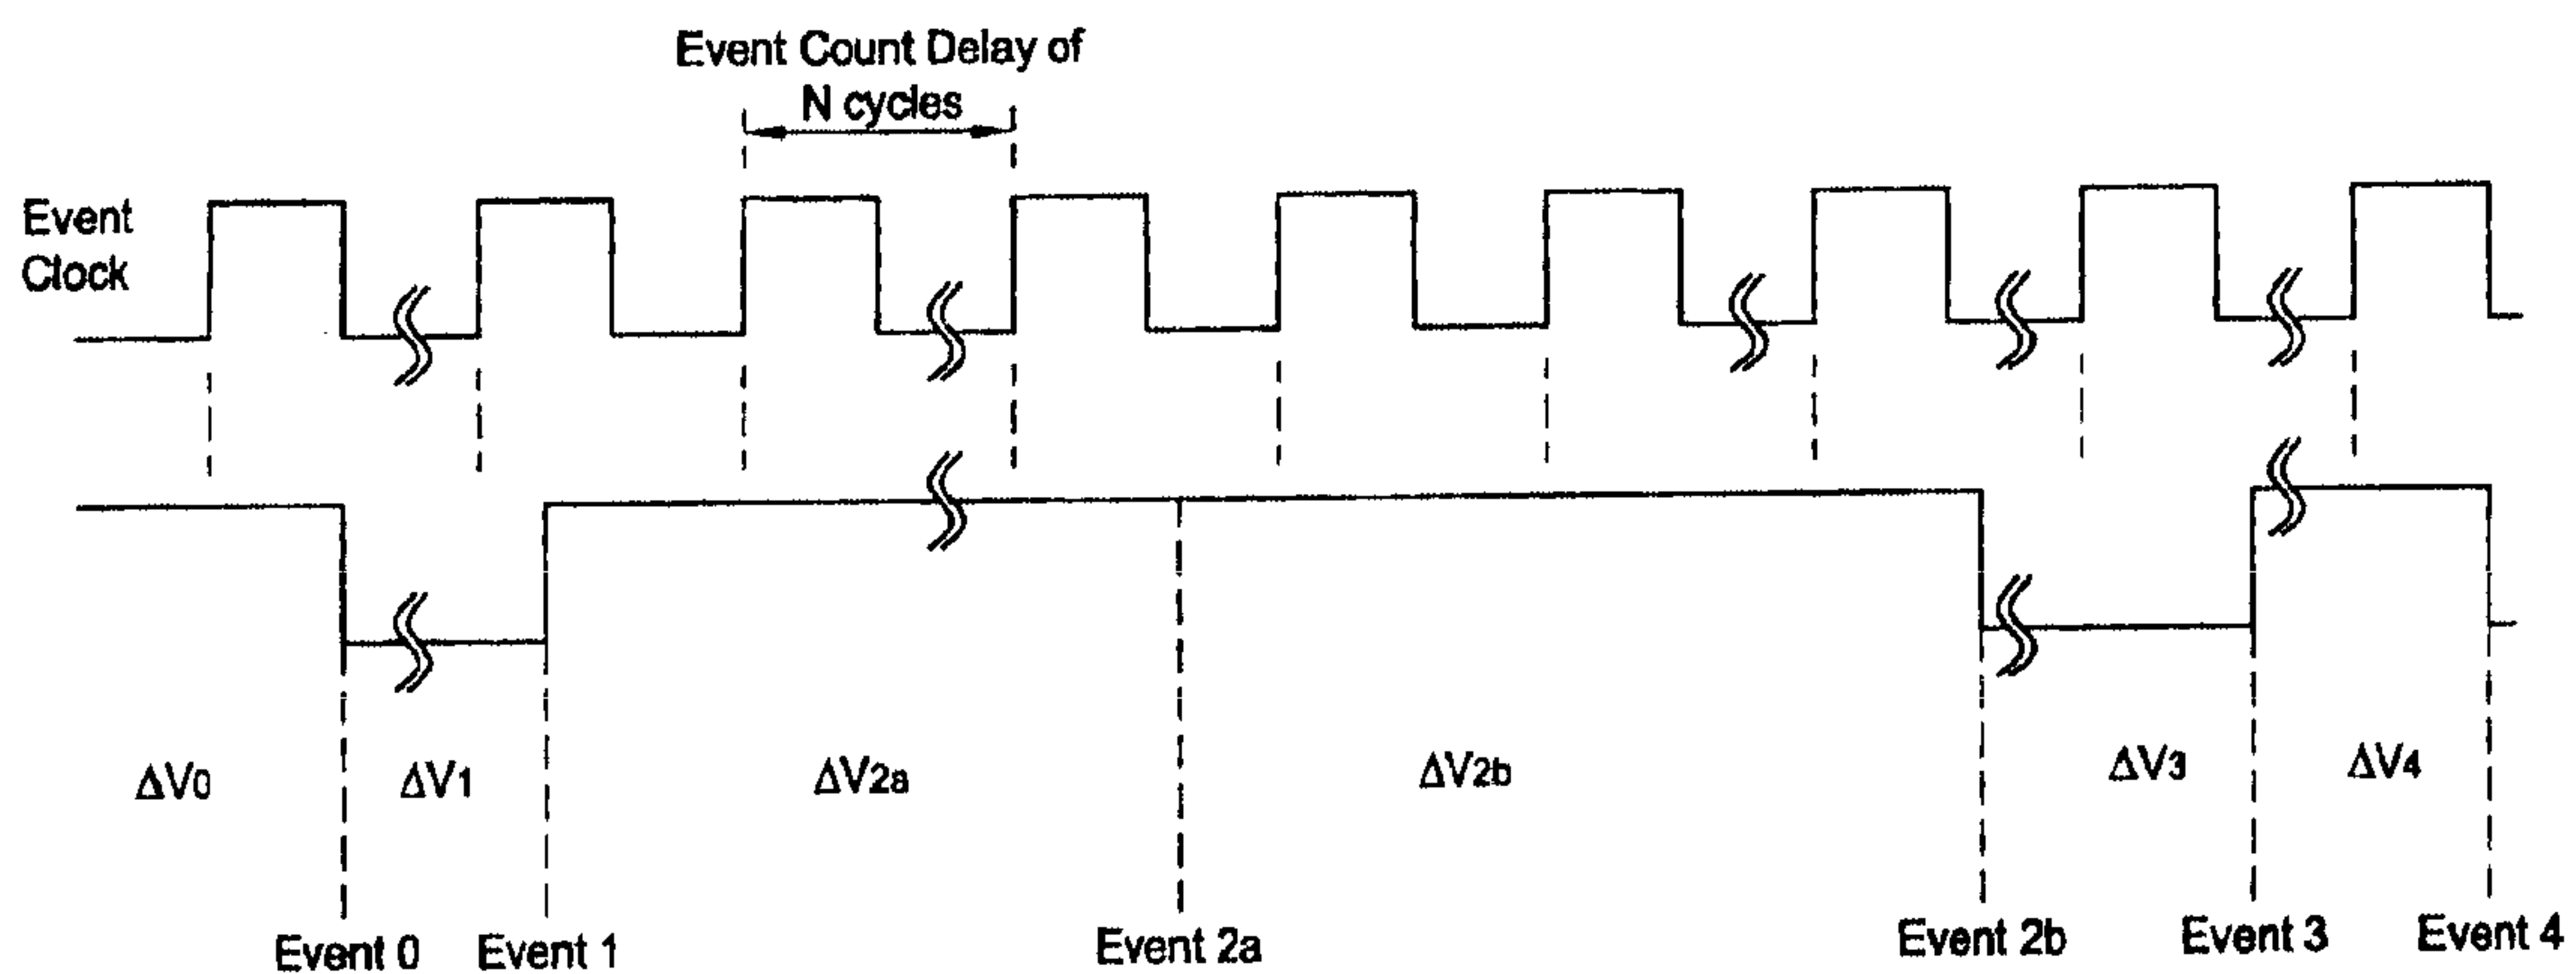 Event Count Delay of
N cycles
Event
Clock
ΔV0
ΔV1
ΔV2a
ΔV2b
ΔV3
ΔV4
Event 0
Event 1
Event 2a
Event 2b
Event 3
Event 4